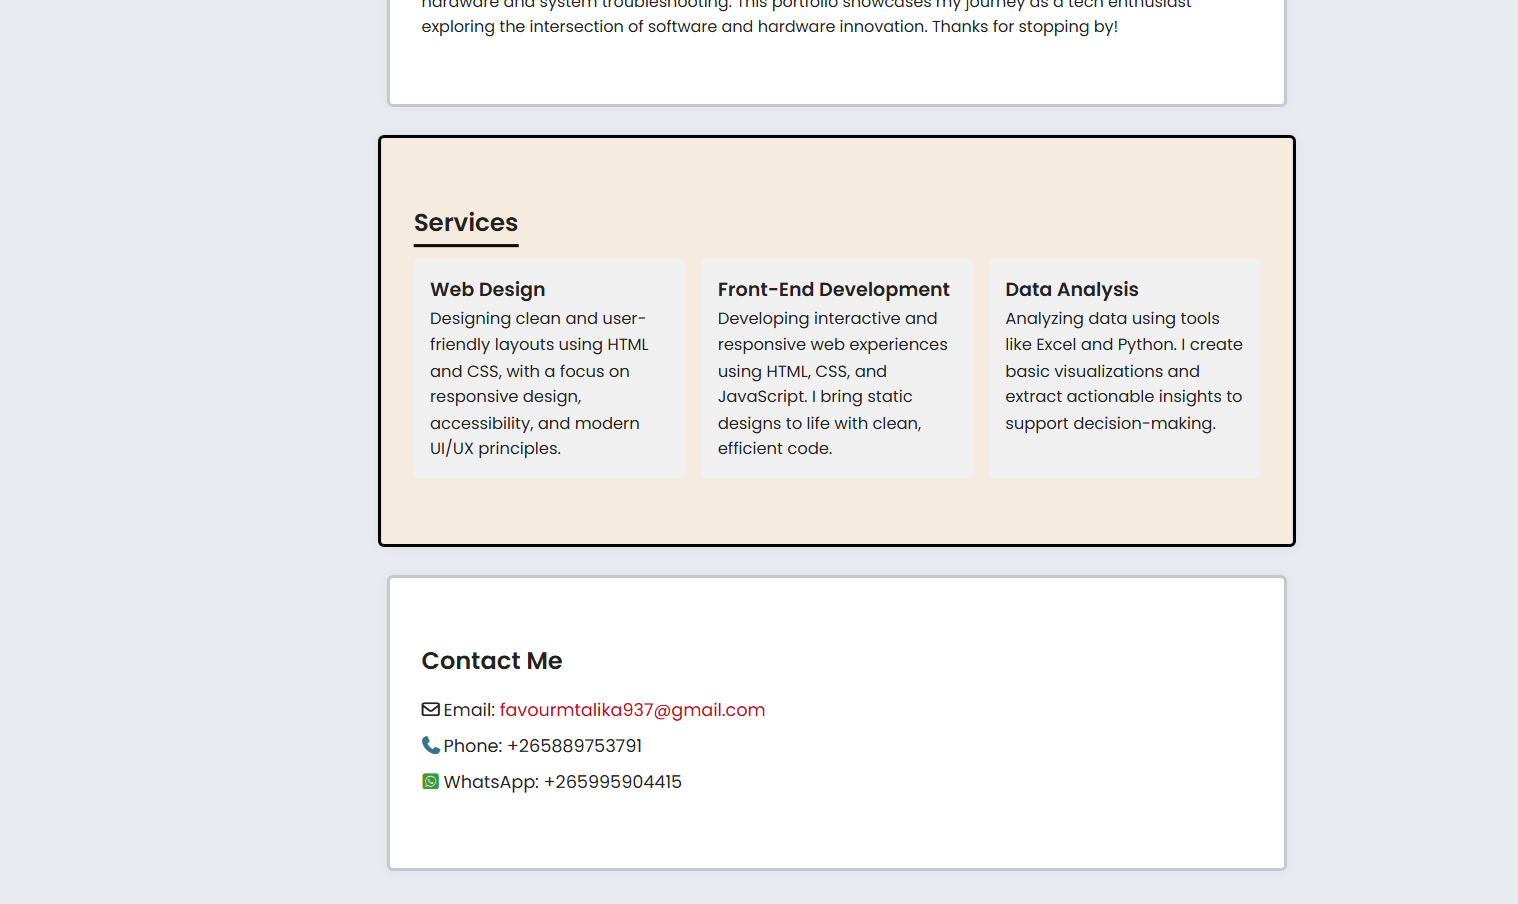 hardware and system troubleshooting. This portfolio showcases my journey as a tech enthusiast
exploring the intersection of software and hardware innovation. Thanks for stopping by!
Services
Web Design
Designing clean and user-
friendly layouts using HTML
and CSS, with a focus on
responsive design,
accessibility, and modern
UI/UX principles.
Front-End Development
Developing interactive and
responsive web experiences
using HTML, CSS, and
JavaScript. I bring static
designs to life with clean,
efficient code.
Data Analysis
Analyzing data using tools
like Excel and Python. I create
basic visualizations and
extract actionable insights to
support decision-making.
Contact Me
Email: favourmtalika937@gmail.com
Phone: +265889753791
WhatsApp: +265995904415